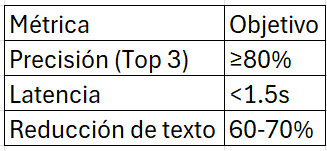 Métrica Objetivo
Precisión (Top 3) ≥80%
Latencia <1.5s
Reducción de texto 60-70%